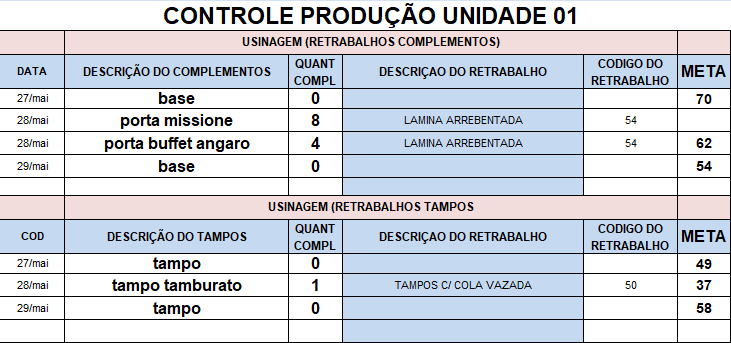 CONTROLE PRODUÇÃO UNIDADE 01
USINAGEM (RETRABALHOS COMPLEMENTOS)
DATA DESCRIÇÃO DO COMPLEMENTOS QUANT COMPL DESCRIÇAO DO RETRABALHO CODIGO DO RETRABALHO META
27/mai base 0 70
28/mai porta missione 8 LAMINA ARREBENTADA 54
28/mai porta buffet angaro 4 LAMINA ARREBENTADA 54 62
29/mai base 0 54
USINAGEM (RETRABALHOS TAMPOS
COD DESCRIÇÃO DO TAMPOS QUANT COMPL DESCRIÇAO DO RETRABALHO CODIGO DO RETRABALHO META
27/mai tampo 0 49
28/mai tampo tamburato 1 TAMPOS C/ COLA VAZADA 50 37
29/mai tampo 0 58